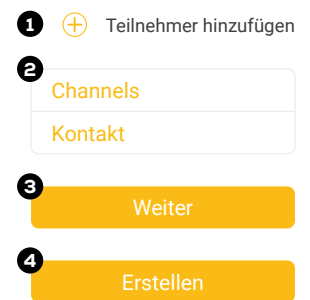 1 Teilnehmer hinzufügen
2
Channels
Kontakt
3
Weiter
4
Erstellen